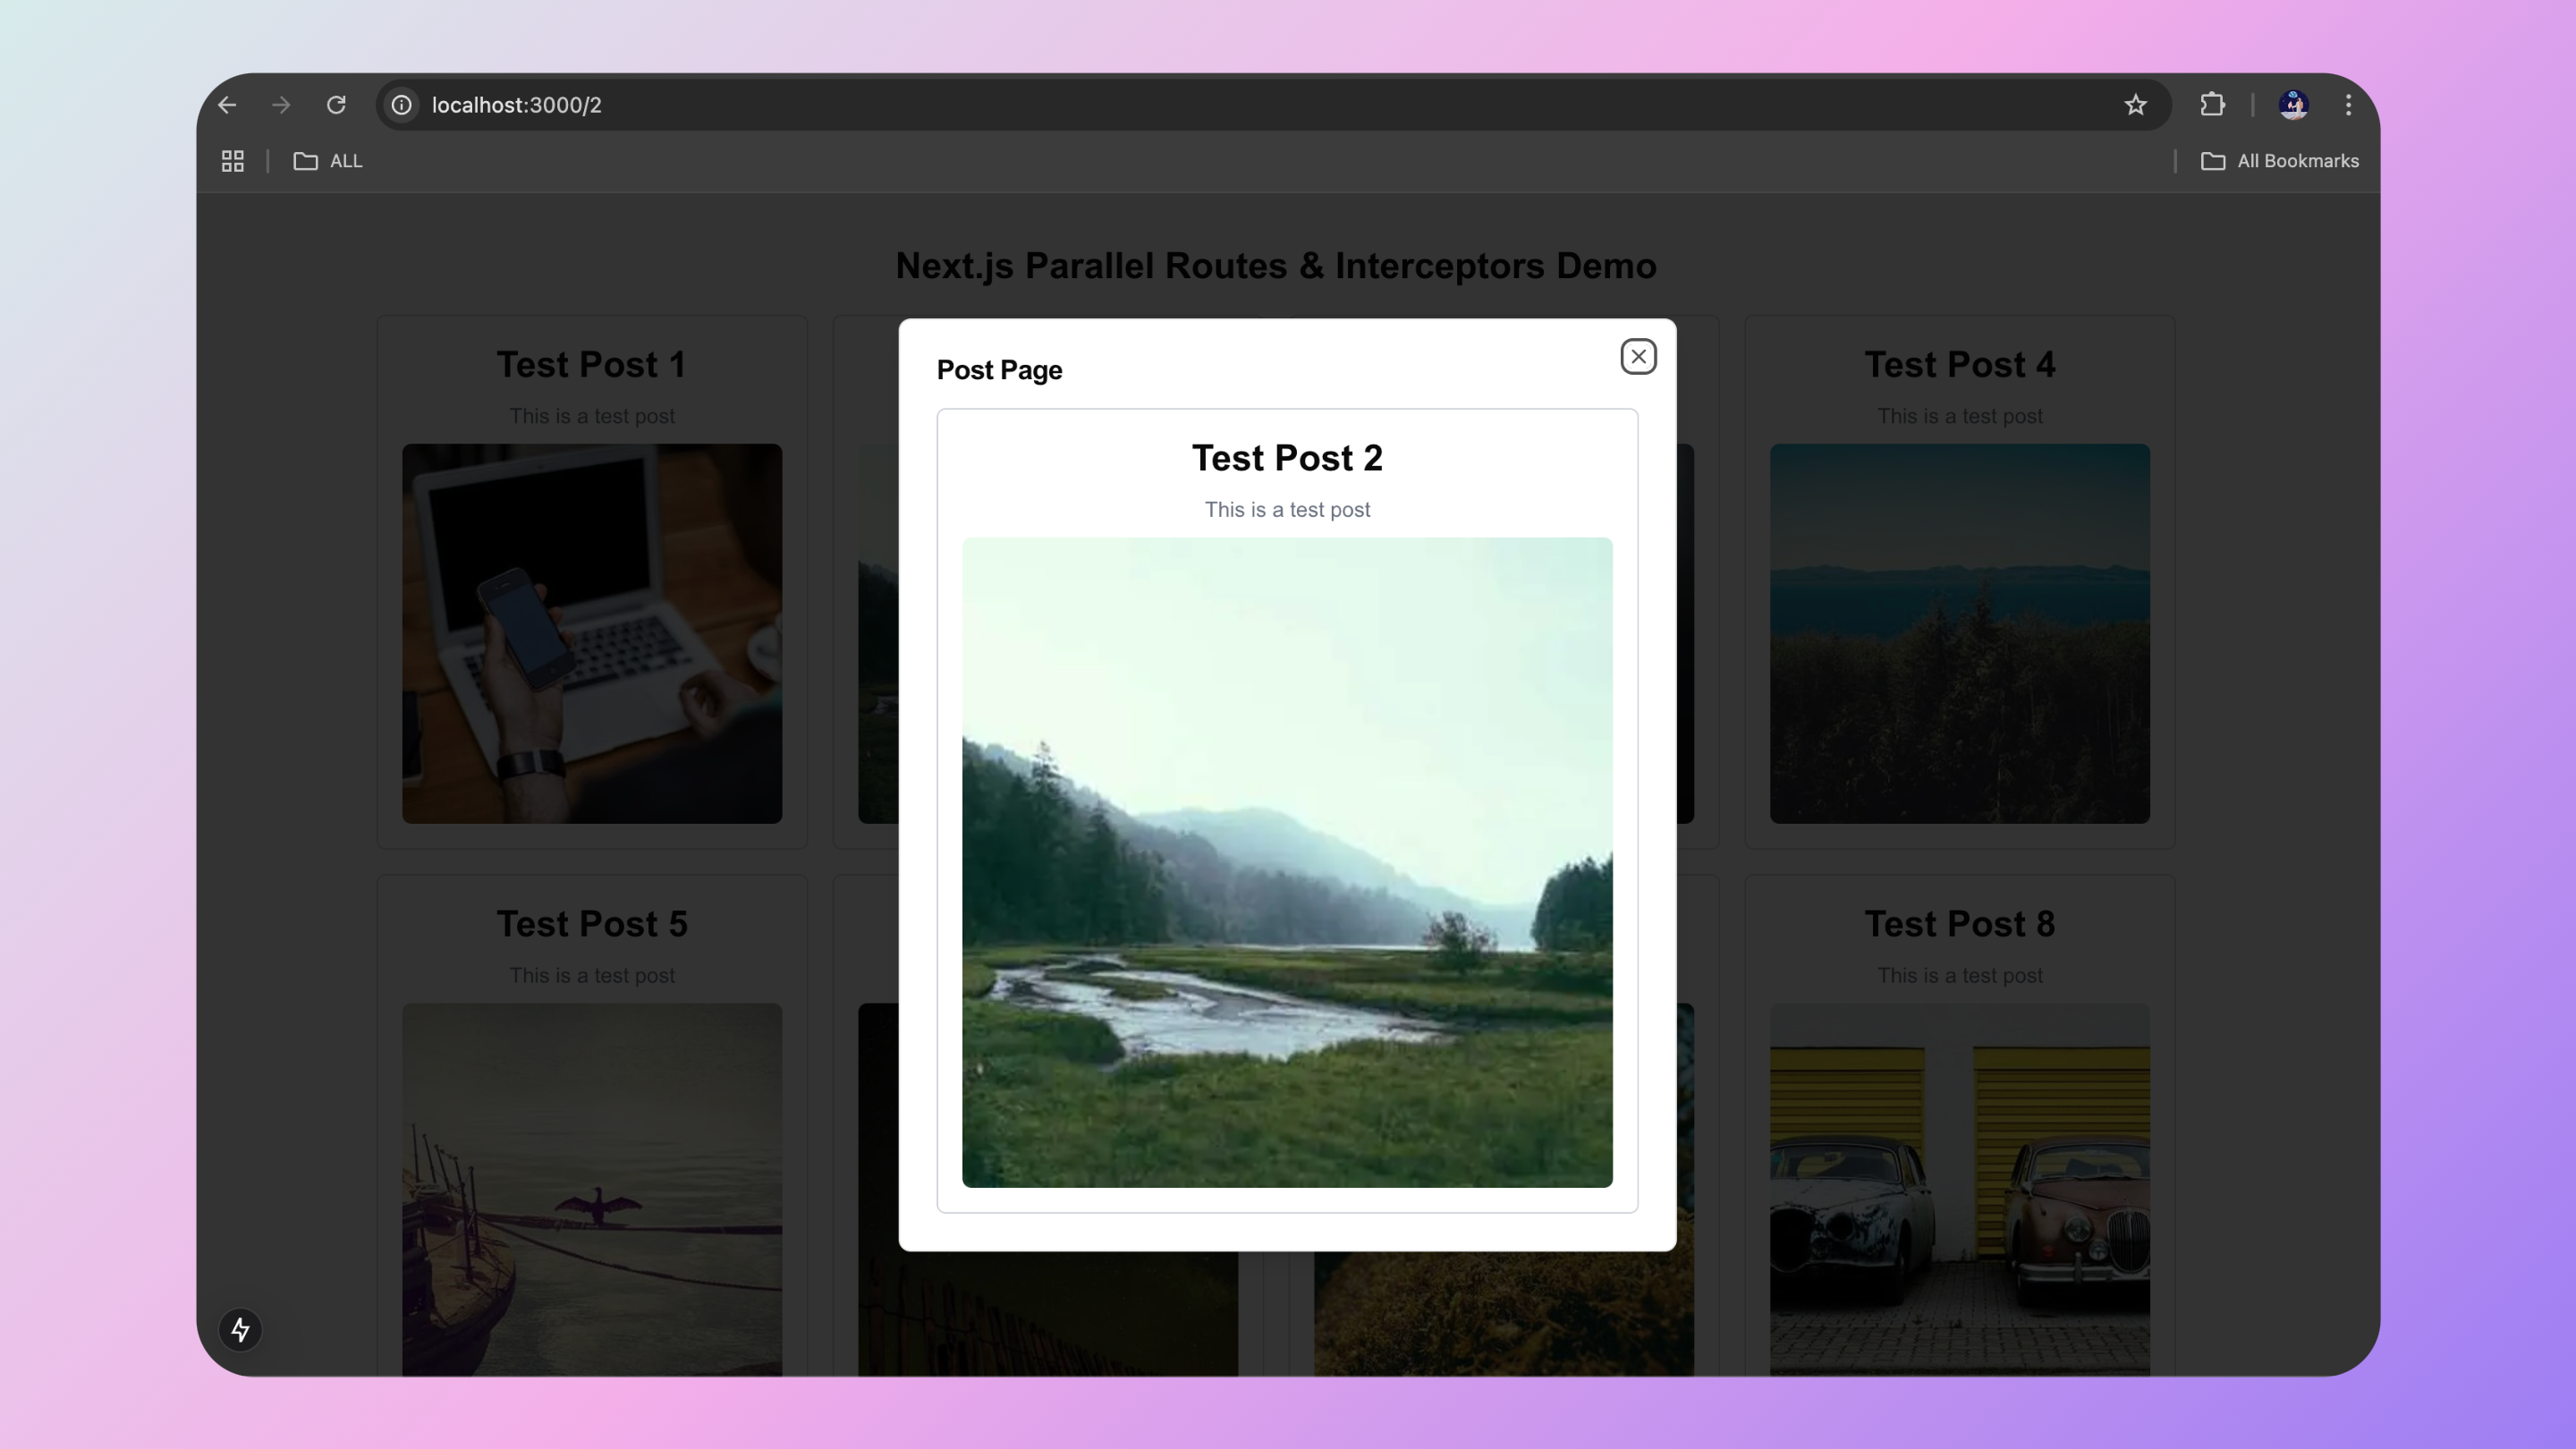 localhost:3000/2
ALL
All Bookmarks
Next.js Parallel Routes & Interceptors Demo
Test Post 1
This is a test post
Test Post 4
This is a test post
Post Page
Test Post 2
This is a test post
Test Post 5
This is a test post
Test Post 8
This is a test post